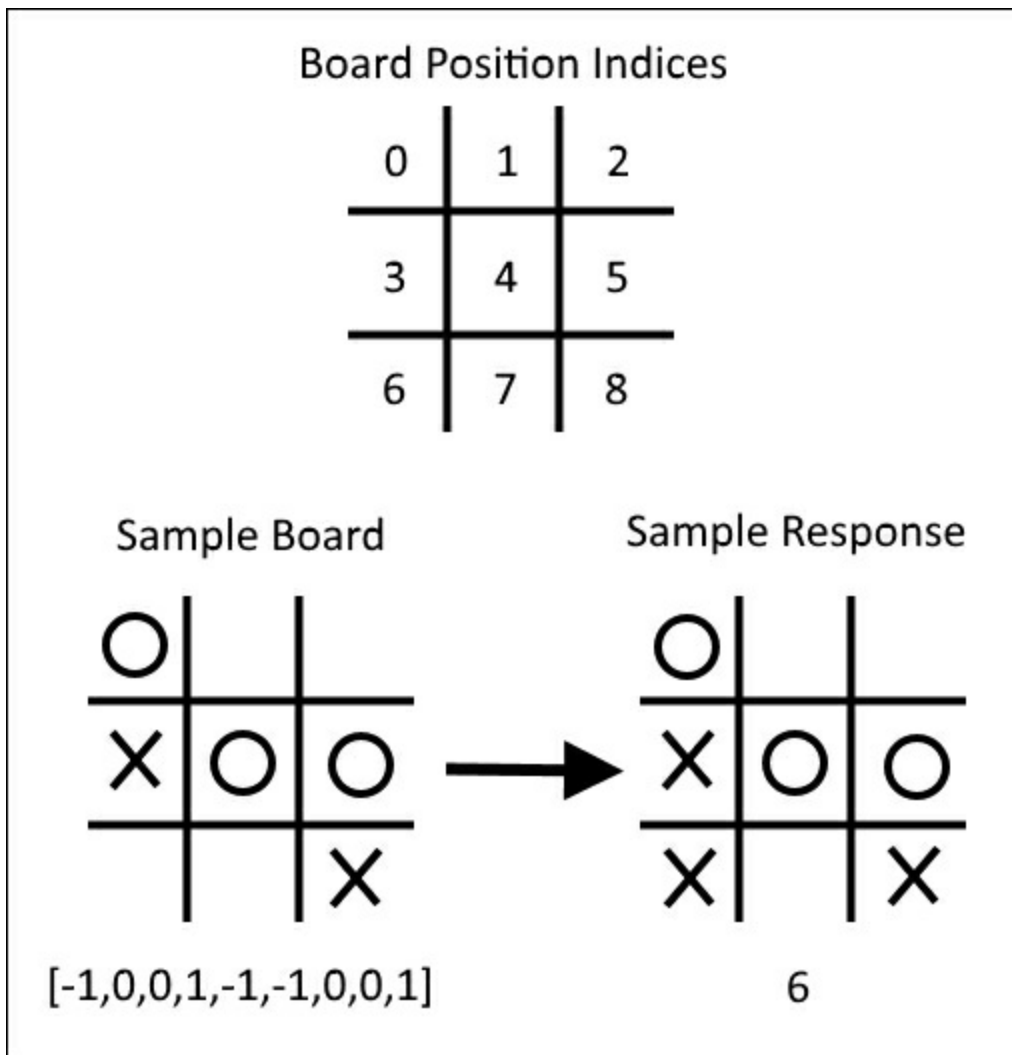 Board Position Indices
0 1 2
3 4 5
6 7 8
Sample Board
Sample Response
O
O
X O O
X O O
X
X X
[-1,0,0,1,-1,-1,0,0,1]
6